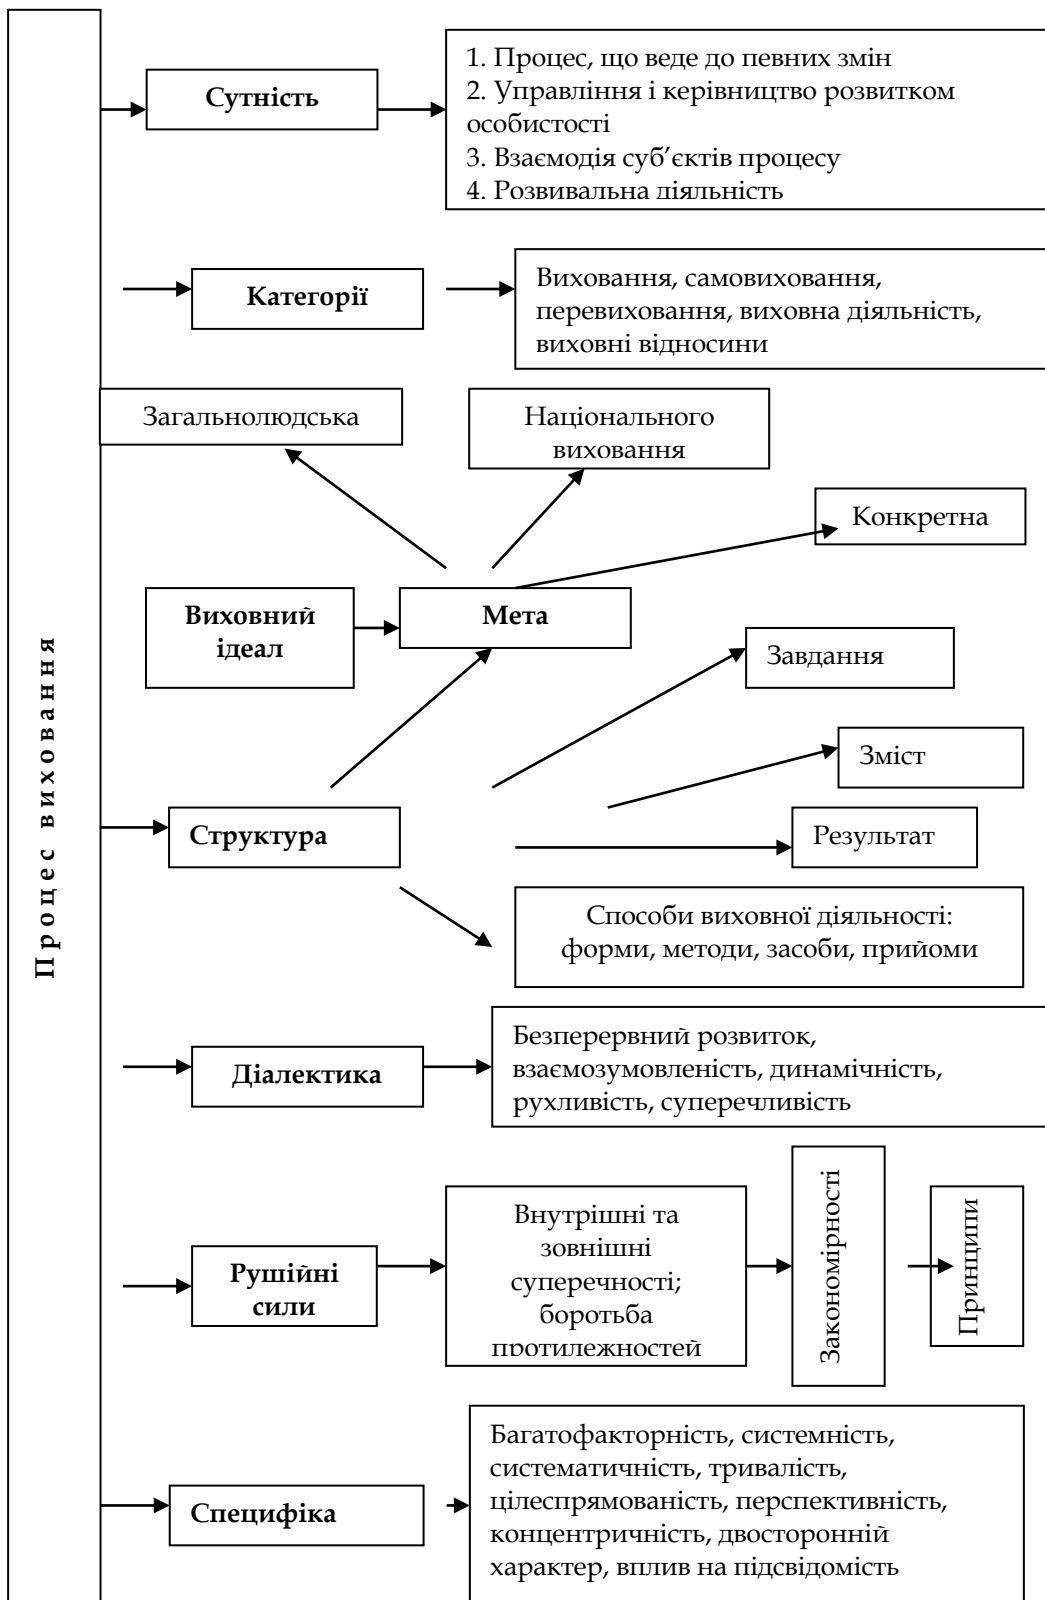 Процес виховання
Сутність
1. Процес, що веде до певних змін
2. Управління і керівництво розвитком
особистості
3. Взаємодія суб’єктів процесу
4. Розвивальна діяльність
Категорії
Виховання, самовиховання,
перевиховання, виховна діяльність,
виховні відносини
Загальнолюдська
Національного
виховання
Конкретна
Виховний
ідеал
Мета
Завдання
Зміст
Структура
Результат
Способи виховної діяльності:
форми, методи, засоби, прийоми
Діалектика
Безперервний розвиток,
взаємозумовленість, динамічність,
рухливість, суперечливість
Рушійні
сили
Внутрішні та
зовнішні
суперечності;
боротьба
протилежностей
Закономірності
Принципи
Специфіка
Багатофакторність, системність,
систематичність, тривалість,
цілеспрямованість, перспективність,
концентричність, двосторонній
характер, вплив на підсвідомість